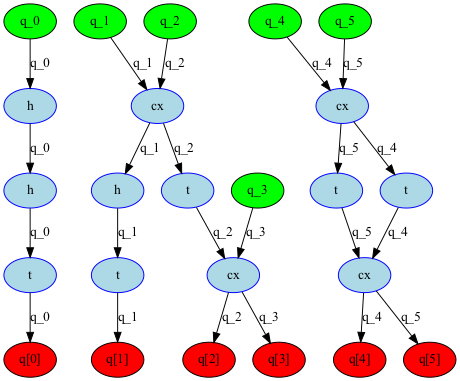 q_0 q_1 q_2 q_4 q_5
q_0 q_1 q_2 q_4 q_5
h cx cx
q_0 q_1 q_2 q_5 q_4
h h t q_3 t t
q_0 q_1 q_2 q_3 q_5 q_4
t t cx cx
q_0 q_1 q_2 q_3 q_4 q_5
q[0] q[1] q[2] q[3] q[4] q[5]